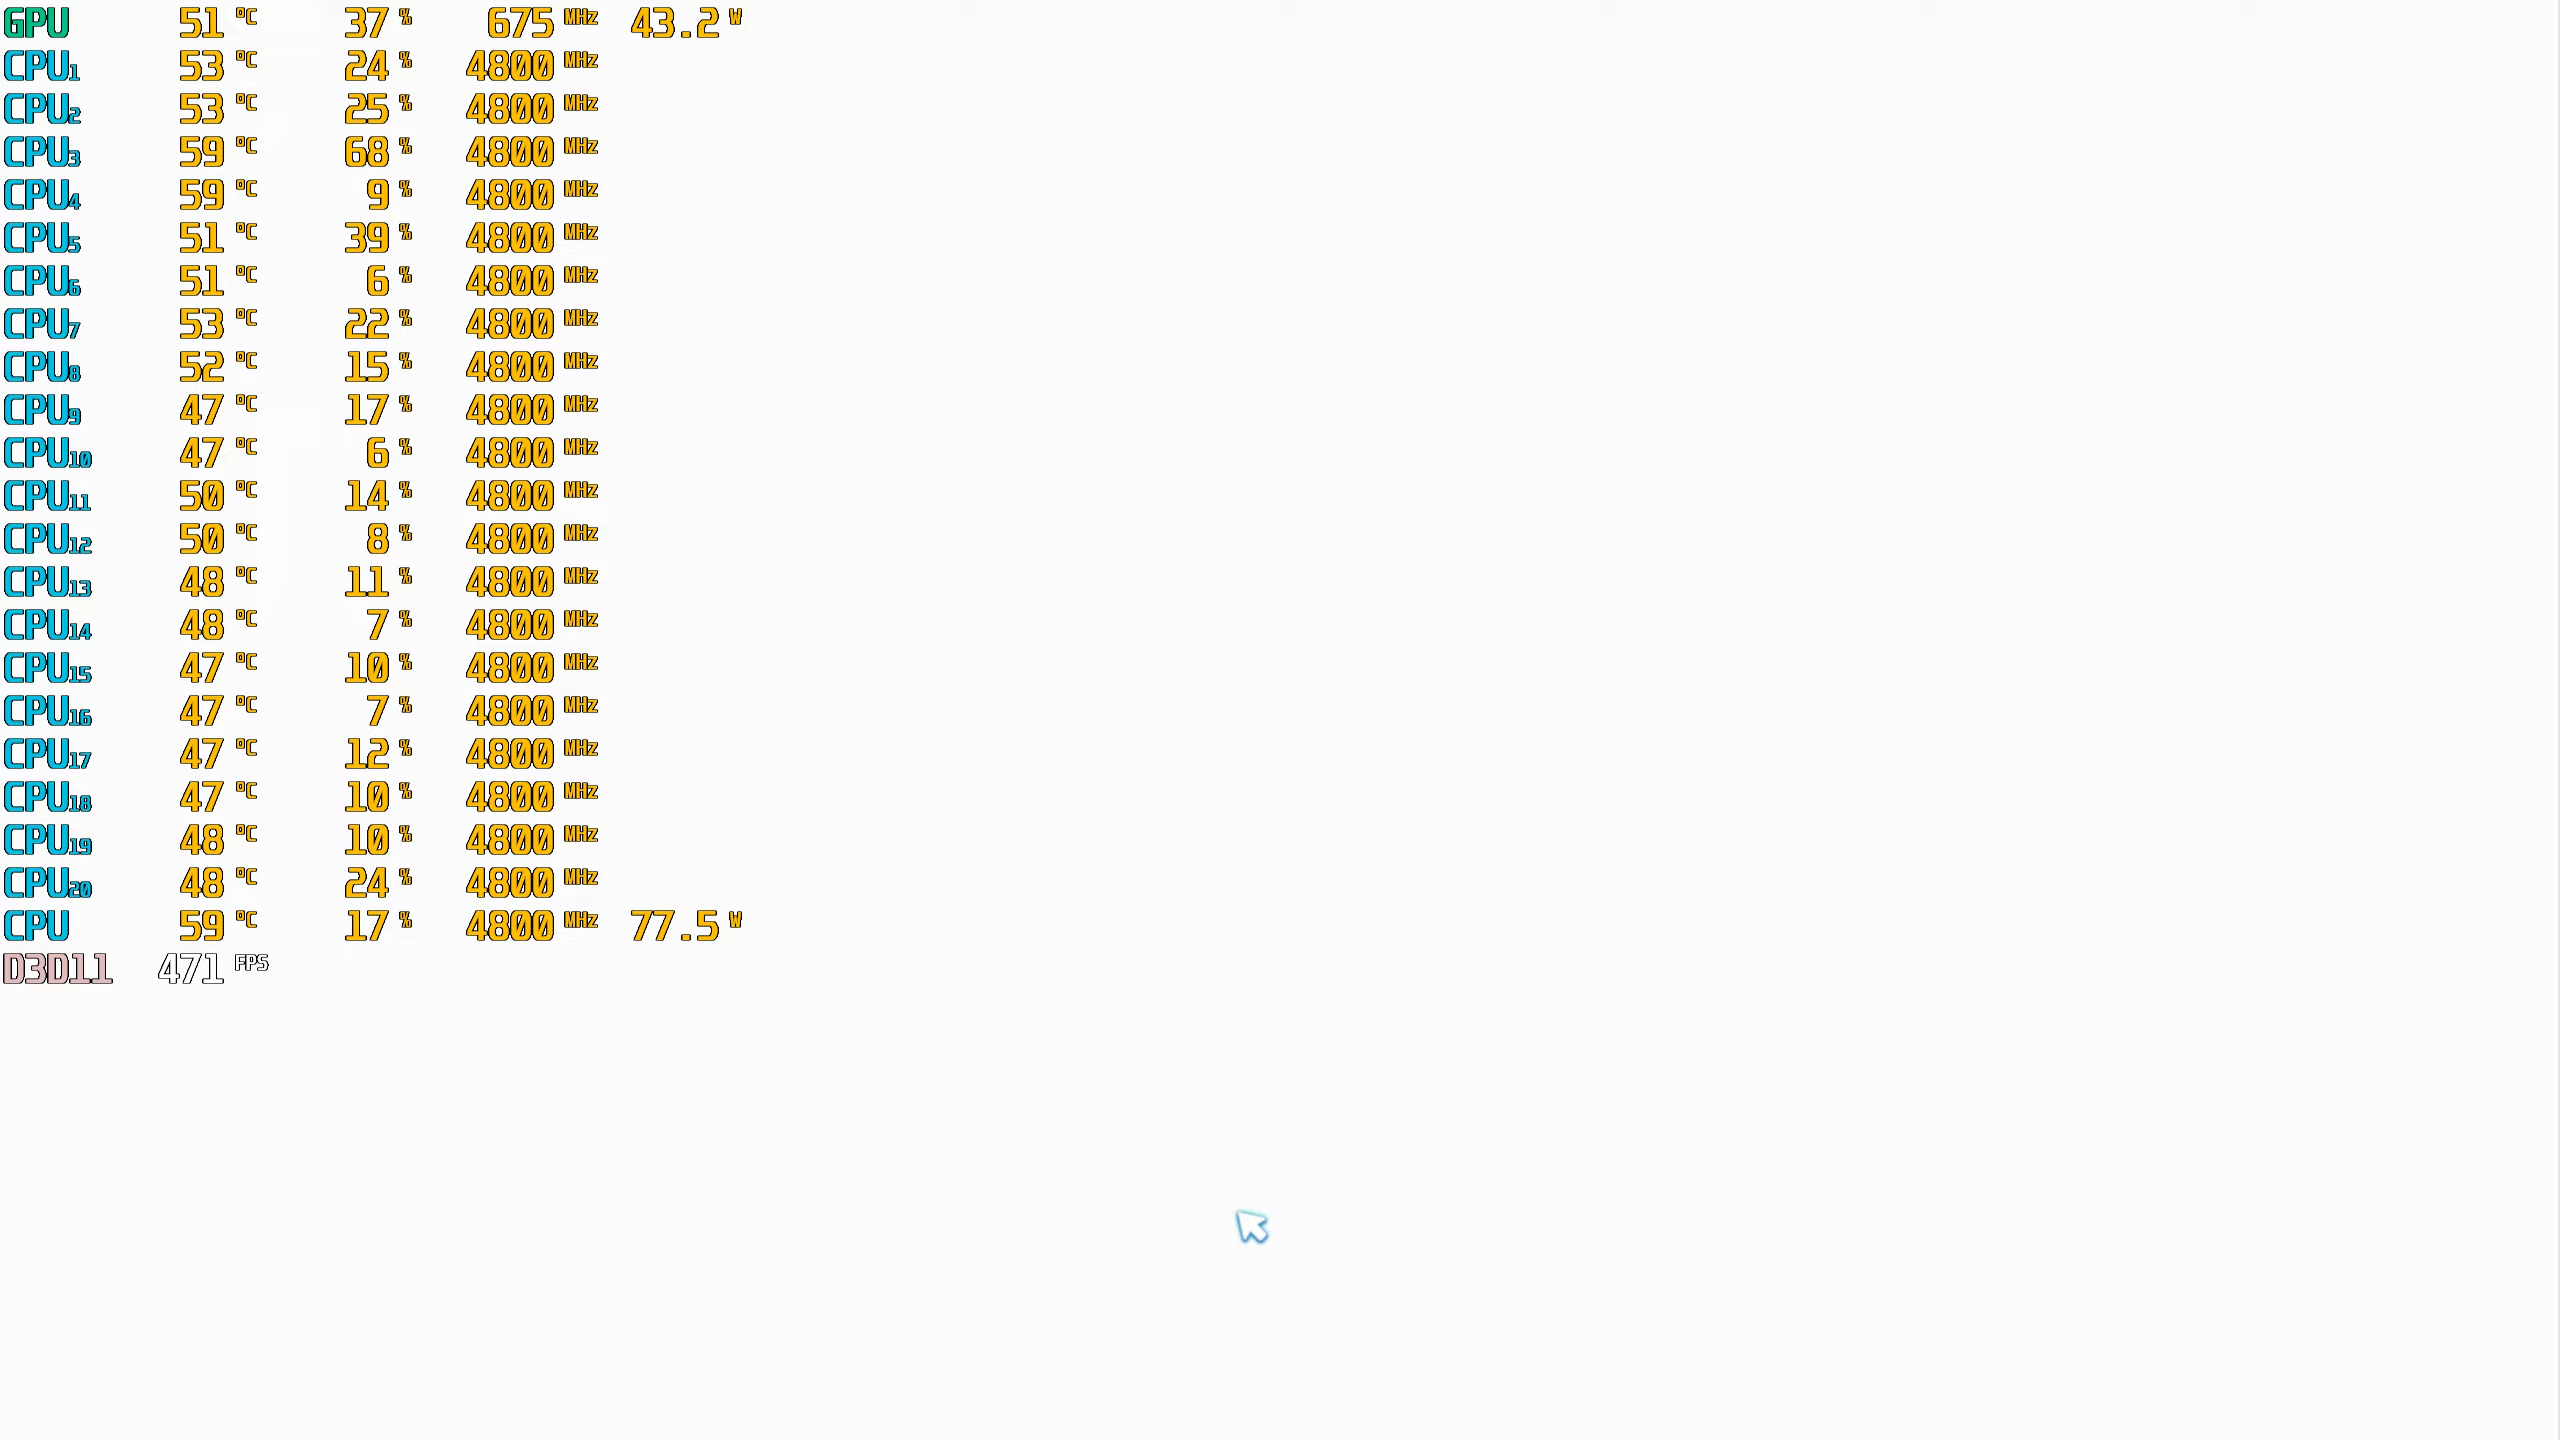 GPU 51 °C 37 % 675 MHz 43.2 W
CPU1 53 °C 24 % 4800 MHz
CPU2 53 °C 25 % 4800 MHz
CPU3 59 °C 68 % 4800 MHz
CPU4 59 °C 9 % 4800 MHz
CPU5 51 °C 39 % 4800 MHz
CPU6 51 °C 6 % 4800 MHz
CPU7 53 °C 22 % 4800 MHz
CPU8 52 °C 15 % 4800 MHz
CPU9 47 °C 17 % 4800 MHz
CPU10 47 °C 6 % 4800 MHz
CPU11 50 °C 14 % 4800 MHz
CPU12 50 °C 8 % 4800 MHz
CPU13 48 °C 11 % 4800 MHz
CPU14 48 °C 7 % 4800 MHz
CPU15 47 °C 10 % 4800 MHz
CPU16 47 °C 7 % 4800 MHz
CPU17 47 °C 12 % 4800 MHz
CPU18 47 °C 10 % 4800 MHz
CPU19 48 °C 10 % 4800 MHz
CPU20 48 °C 24 % 4800 MHz
CPU 59 °C 17 % 4800 MHz 77.5 W
D3D11 471 FPS